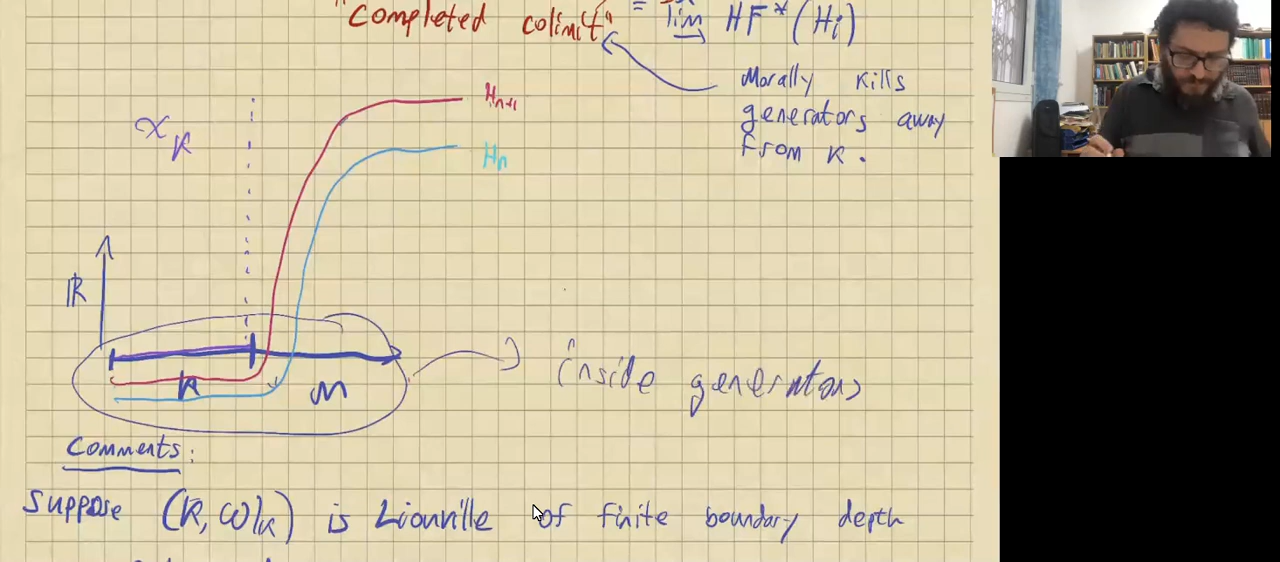 "Completed colimit" = lim HF*(Hi)
Morally kills
generators away
from K.
H_{n+1}
χ_K
H_n
ℝ
K
M
"inside generators
Comments:
Suppose (K, ω|_K) is Liouville of finite boundary depth